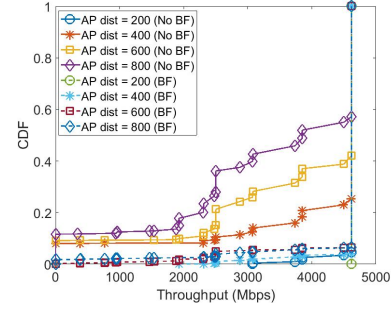 AP dist = 200 (No BF)
AP dist = 400 (No BF)
AP dist = 600 (No BF)
AP dist = 800 (No BF)
AP dist = 200 (BF)
AP dist = 400 (BF)
AP dist = 600 (BF)
AP dist = 800 (BF)
1
0.8
0.6
0.4
0.2
0
CDF
0 1000 2000 3000 4000 5000
Throughput (Mbps)